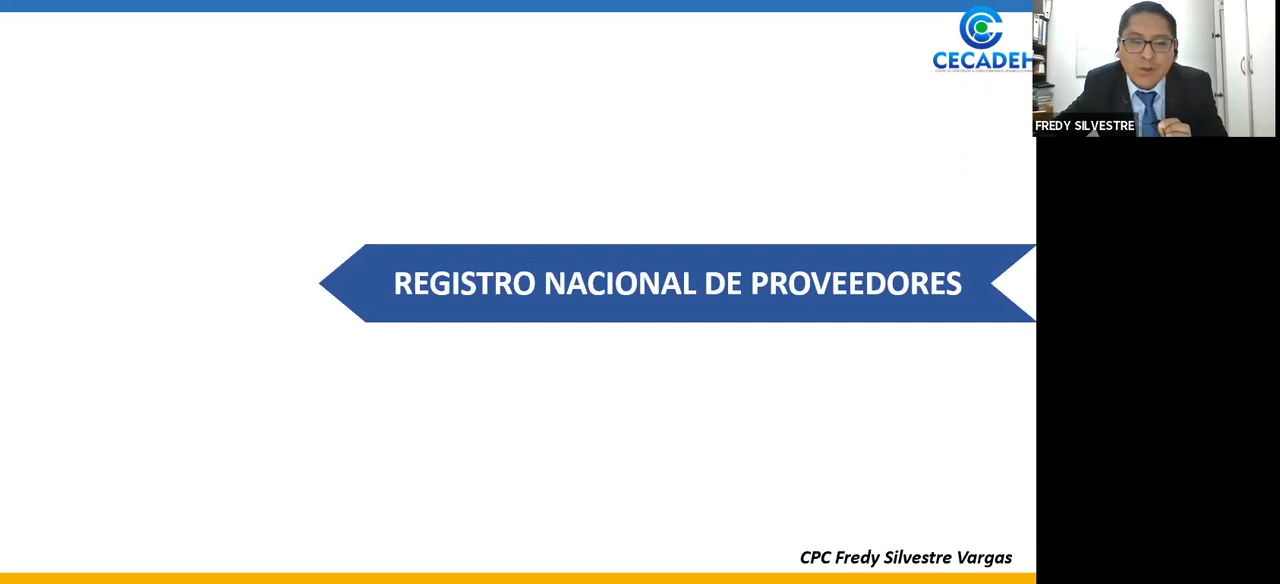 CECADEH
FREDY SILVESTRE
REGISTRO NACIONAL DE PROVEEDORES
CPC Fredy Silvestre Vargas